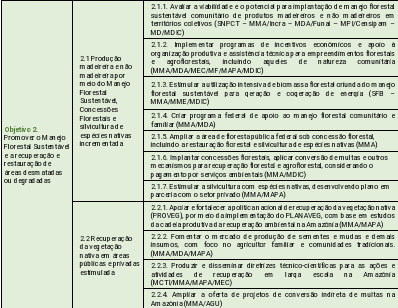 Objetivo 2.
Promover o Manejo
Florestal Sustentável
e a recuperação e
restauração de
áreas desmatadas
ou degradadas
2.1 Produção
madeireira e não
madeireira por
meio do Manejo
Florestal
Sustentável,
Concessões
Florestais e
silvicultura de
espécies nativas
incrementada
2.1.1. Avaliar a viabilidade e o potencial para implantação de manejo florestal
sustentável comunitário de produtos madeireiros e não madeireiros em
territórios coletivos (SNPCT – MMA/Incra – MDA/Funai – MPI/Censipam –
MD/MDIC)
2.1.2. Implementar programas de incentivos econômicos e apoio à
organização produtiva e assistência técnica para empreendimentos florestais
e agroflorestais, incluindo aqueles de natureza comunitária
(MMA/MDA/MEC/MF/MAPA/MDIC)
2.1.3. Estimular a utilização intensiva de biomassa florestal oriunda do manejo
florestal sustentável para geração e cogeração de energia (SFB –
MMA/MME/MDIC)
2.1.4. Criar programa federal de apoio ao manejo florestal comunitário e
familiar (MMA/MDA)
2.1.5. Ampliar a área de floresta pública federal sob concessão florestal,
incluindo a restauração florestal e silvicultura de espécies nativas (MMA)
2.1.6. Implantar concessões florestais, aplicar conversão de multas e outros
mecanismos para recuperação florestal e agroflorestal, considerando o
pagamento por serviços ambientais (MMA/MDIC)
2.1.7. Estimular a silvicultura com espécies nativas, desenvolvendo plano em
parceria com o setor privado (MMA/MAPA)
2.2 Recuperação
da vegetação
nativa em áreas
públicas e privadas
estimulada
2.2.1. Apoiar e fortalecer a política nacional de recuperação da vegetação nativa
(PROVEG), por meio da implementação do PLANAVEG, com base em estudos
da cadeia produtiva da recuperação ambiental na Amazônia (MMA/MAPA)
2.2.2. Fomentar o mercado de produção de sementes e mudas e demais
insumos, com foco no agricultor familiar e comunidades tradicionais.
(MMA/MDA/MAPA)
2.2.3. Produzir e disseminar diretrizes técnico-científicas para as ações e
atividades de recuperação em larga escala na Amazônia
(MCTI/MMA/MAPA/MEC)
2.2.4. Ampliar a oferta de projetos de conversão indireta de multas na
Amazônia (MMA/AGU)